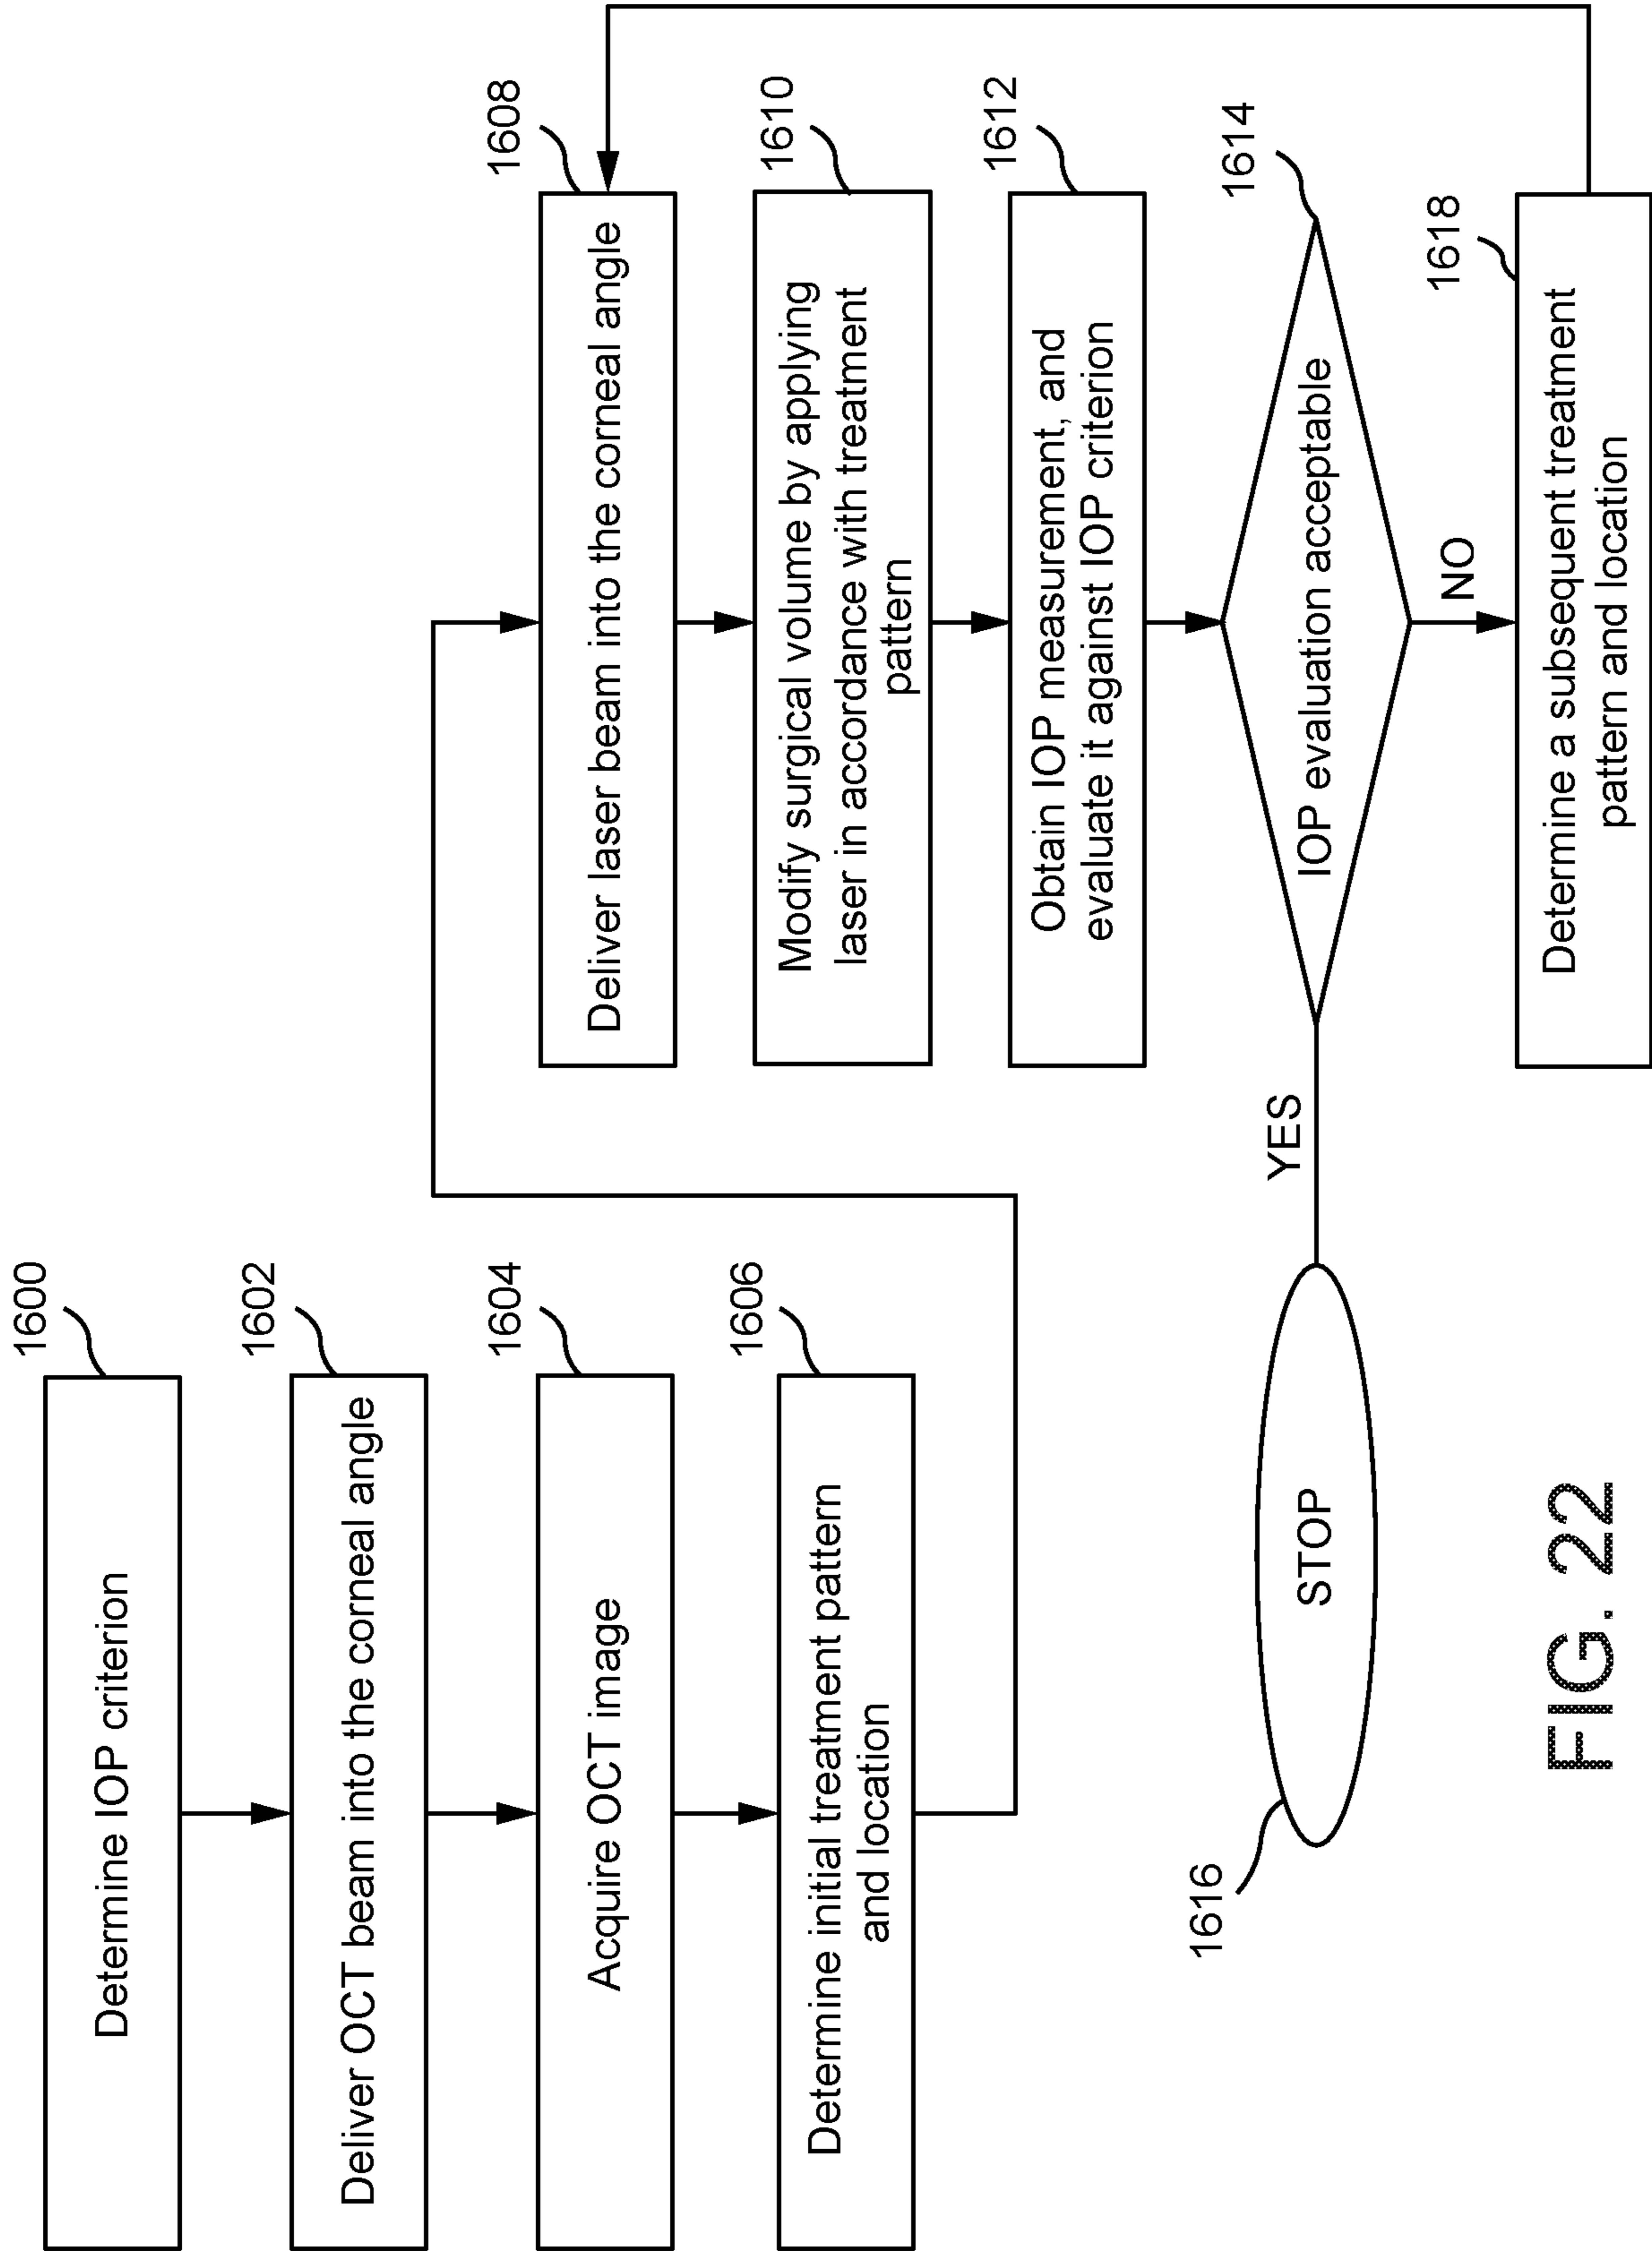 1600
Determine IOP criterion
1602
Deliver OCT beam into the corneal angle
1604
Acquire OCT image
1606
Determine initial treatment pattern
and location
1608
Deliver laser beam into the corneal angle
1610
Modify surgical volume by applying
laser in accordance with treatment
pattern
1612
Obtain IOP measurement, and
evaluate it against IOP criterion
1614
IOP evaluation acceptable
YES
NO
1616
STOP
1618
Determine a subsequent treatment
pattern and location
FIG. 22